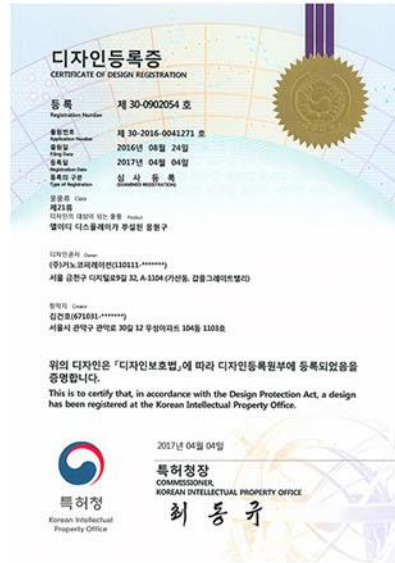 디자인등록증
CERTIFICATE OF DESIGN REGISTRATION
등 록 제 30-0902054 호
Registration Number
출원번호 제 30-2016-0041271 호
Application Number
출원일 2016년 08월 24일
Filing Date
등록일 2017년 04월 04일
Registration Date
등록의 구분 심 사 등 록
Type of Registration (EXAMINED REGISTRATION)
물품류 Class
제21류
디자인의 대상이 되는 물품 Product
엘이디 디스플레이가 부설된 응원구
디자인권자 Owner
(110111-*******)
서울 금천구 디지털로9길 32, A-1104 (가산동, 갑을그레이트밸리)
창작자 Creator
김건호(671031-*******)
서울시 관악구 관악로 30길 12 우성아파트 104동 1103호
위의 디자인은 「디자인보호법」에 따라 디자인등록원부에 등록되었음을
증명합니다.
This is to certify that, in accordance with the Design Protection Act, a design
has been registered at the Korean Intellectual Property Office.
2017년 04월 04일
특허청장
COMMISSIONER,
KOREAN INTELLECTUAL PROPERTY OFFICE
최 동 규
특허청
Korean Intellectual
Property Office